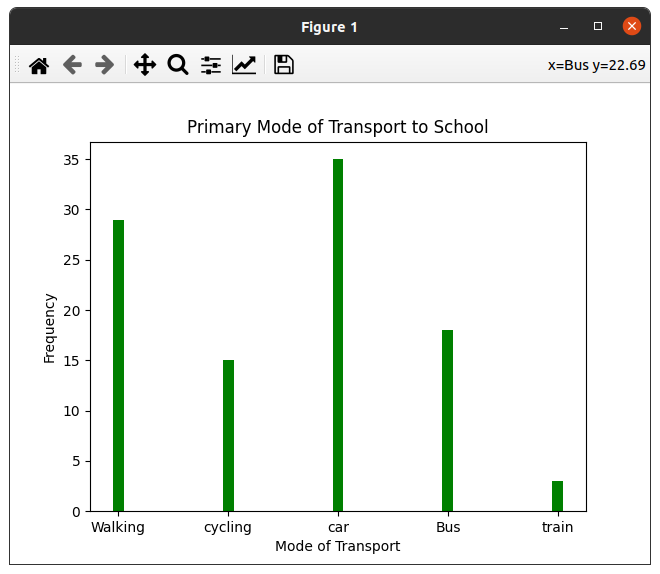 Figure 1
x=Bus y=22.69
Primary Mode of Transport to School
35
30
25
20
15
10
5
0
Frequency
Walking cycling car Bus train
Mode of Transport